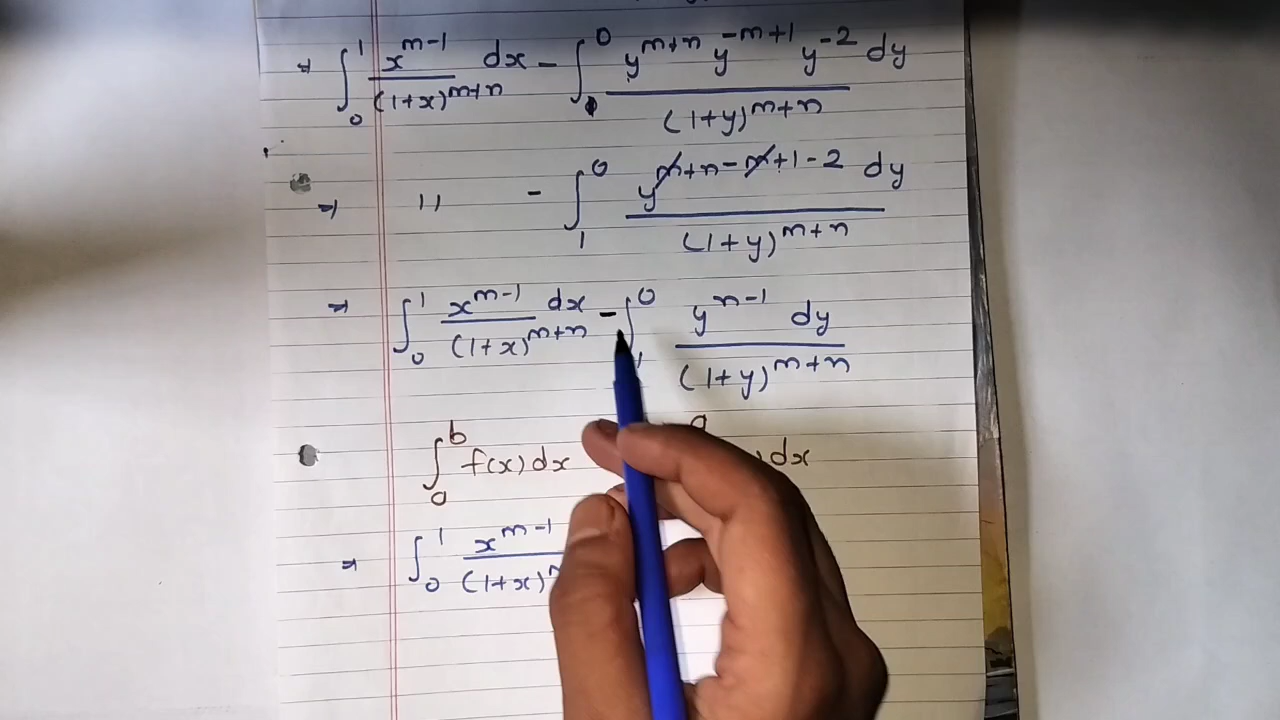 ⇒ ∫₀¹ x^{m-1}/(1+x)^{m+n} dx - ∫₁⁰ y^{m+n} y^{-m+1} y^{-2} dy/(1+y)^{m+n}
⇒ 〃 - ∫₁⁰ y^{m+n-m+1-2} dy/(1+y)^{m+n}
⇒ ∫₀¹ x^{m-1} dx/(1+x)^{m+n} - ∫₁⁰ y^{n-1} dy/(1+y)^{m+n}
∫ₐᵇ f(x) dx dx
⇒ ∫₀¹ x^{m-1}/(1+x)